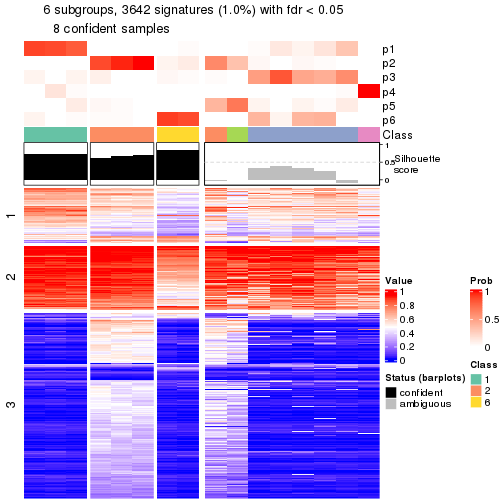 6 subgroups, 3642 signatures (1.0%) with fdr < 0.05
8 confident samples
p1
p2
p3
p4
p5
p6
Class
1
0.5
0
Silhouette
score
1
2
3
Value
1
0.8
0.6
0.4
0.2
0
Prob
1
0.5
0
Status (barplots)
confident
ambiguous
Class
1
2
6